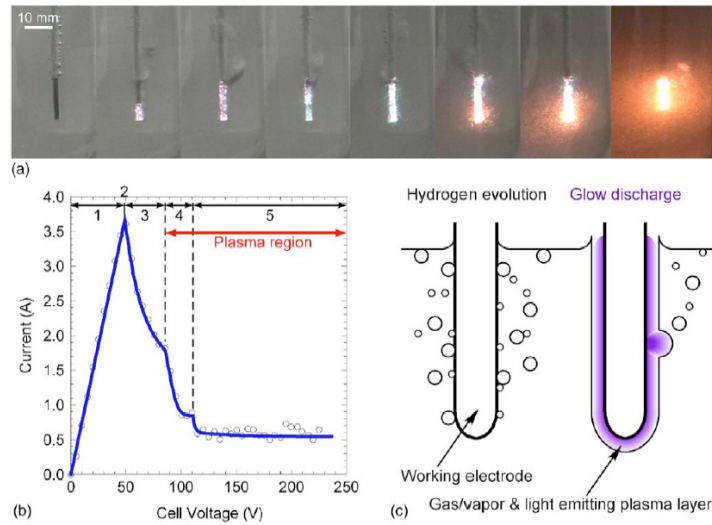 10 mm
(a)
2
1 3 4 5
Plasma region
4.0
3.5
3.0
2.5
2.0
1.5
1.0
0.5
0.0
Current (A)
0 50 100 150 200 250
Cell Voltage (V)
(b)
Hydrogen evolution Glow discharge
Working electrode
Gas/vapor & light emitting plasma layer
(c)